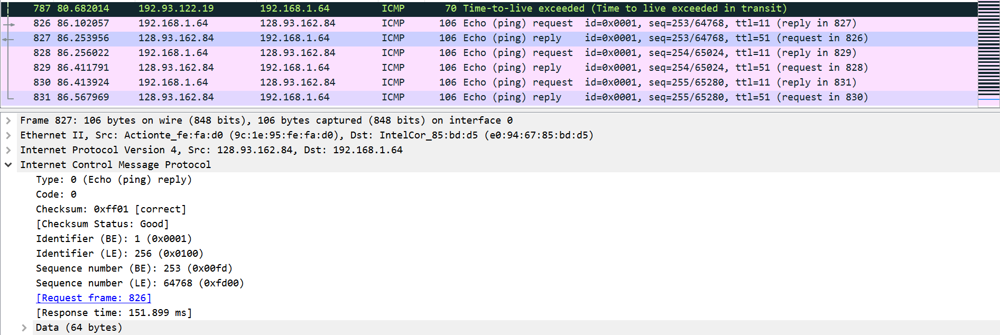 787 80.682014 192.93.122.19 192.168.1.64 ICMP 70 Time-to-live exceeded (Time to live exceeded in transit)
826 86.102057 192.168.1.64 128.93.162.84 ICMP 106 Echo (ping) request id=0x0001, seq=253/64768, ttl=11 (reply in 827)
827 86.253956 128.93.162.84 192.168.1.64 ICMP 106 Echo (ping) reply id=0x0001, seq=253/64768, ttl=51 (request in 826)
828 86.256022 192.168.1.64 128.93.162.84 ICMP 106 Echo (ping) request id=0x0001, seq=254/65024, ttl=11 (reply in 829)
829 86.411791 128.93.162.84 192.168.1.64 ICMP 106 Echo (ping) reply id=0x0001, seq=254/65024, ttl=51 (request in 828)
830 86.413924 192.168.1.64 128.93.162.84 ICMP 106 Echo (ping) request id=0x0001, seq=255/65280, ttl=11 (reply in 831)
831 86.567969 128.93.162.84 192.168.1.64 ICMP 106 Echo (ping) reply id=0x0001, seq=255/65280, ttl=51 (request in 830)
Frame 827: 106 bytes on wire (848 bits), 106 bytes captured (848 bits) on interface 0
Ethernet II, Src: Actionte_fe:fa:d0 (9c:1e:95:fe:fa:d0), Dst: IntelCor_85:bd:d5 (e0:94:67:85:bd:d5)
Internet Protocol Version 4, Src: 128.93.162.84, Dst: 192.168.1.64
Internet Control Message Protocol
Type: 0 (Echo (ping) reply)
Code: 0
Checksum: 0xff01 [correct]
[Checksum Status: Good]
Identifier (BE): 1 (0x0001)
Identifier (LE): 256 (0x0100)
Sequence number (BE): 253 (0x00fd)
Sequence number (LE): 64768 (0xfd00)
[Request frame: 826]
[Response time: 151.899 ms]
Data (64 bytes)